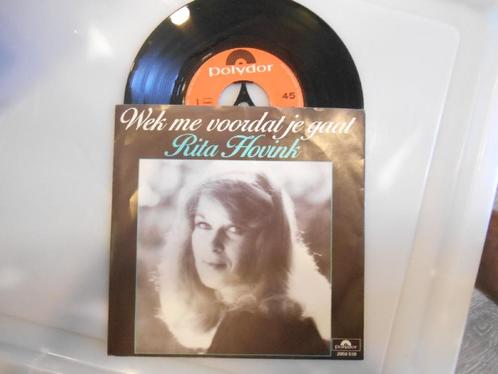 polydor
45
Wek me voordat je gaat
Rita Hovink
polydor